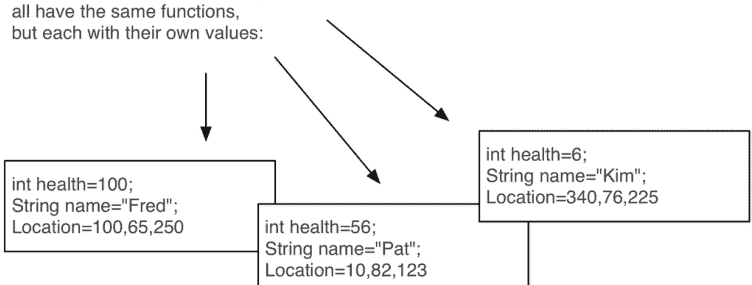 all have the same functions,
but each with their own values:
int health=100;
String name="Fred";
Location=100,65,250
int health=56;
String name="Pat";
Location=10,82,123
int health=6;
String name="Kim";
Location=340,76,225